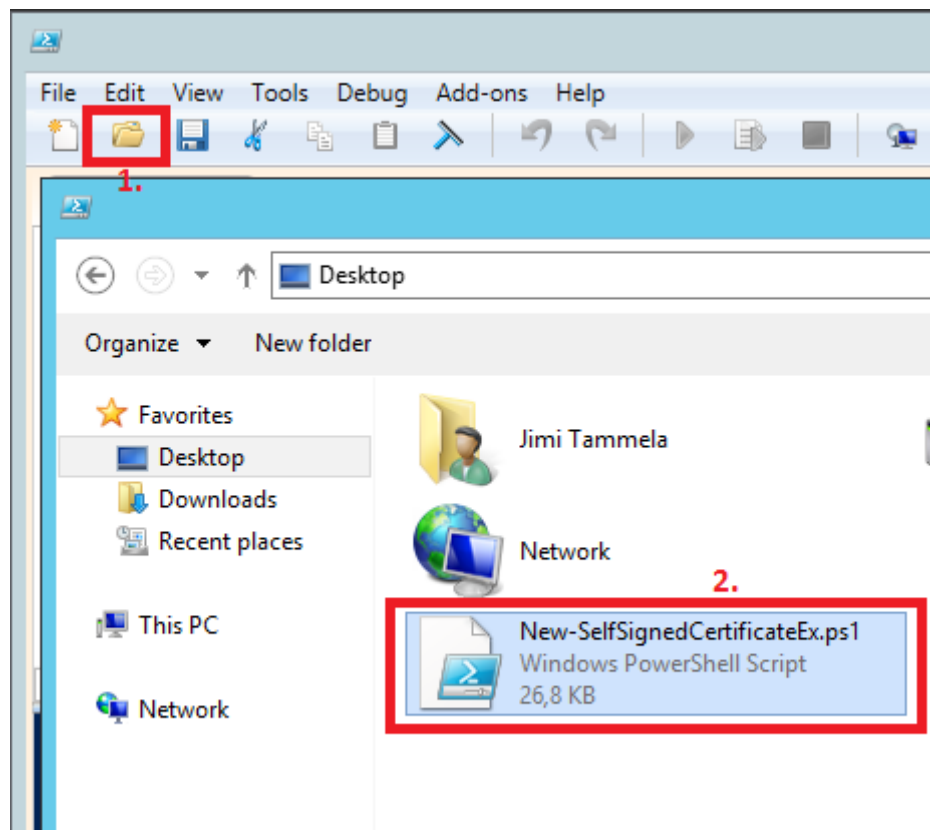 File Edit View Tools Debug Add-ons Help
1.
Desktop
Organize New folder
Favorites
Desktop
Downloads
Recent places
This PC
Network
Jimi Tammela
Network
2.
New-SelfSignedCertificateEx.ps1
Windows PowerShell Script
26,8 KB